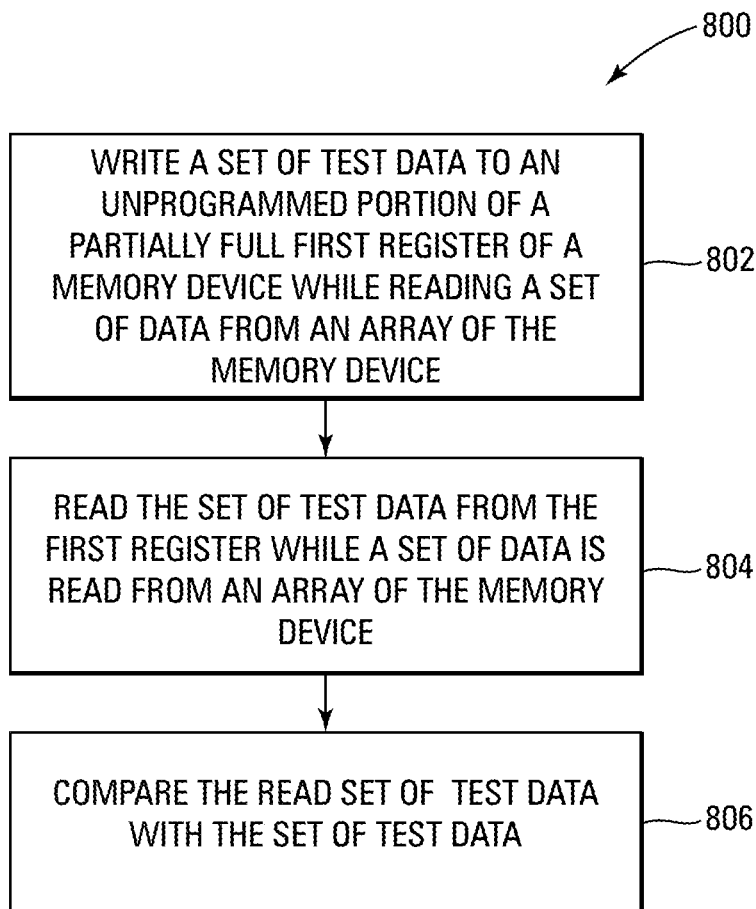 800
WRITE A SET OF TEST DATA TO AN
UNPROGRAMMED PORTION OF A
PARTIALLY FULL FIRST REGISTER OF A
MEMORY DEVICE WHILE READING A SET
OF DATA FROM AN ARRAY OF THE
MEMORY DEVICE
802
READ THE SET OF TEST DATA FROM THE
FIRST REGISTER WHILE A SET OF DATA IS
READ FROM AN ARRAY OF THE MEMORY
DEVICE
804
COMPARE THE READ SET OF TEST DATA
WITH THE SET OF TEST DATA
806